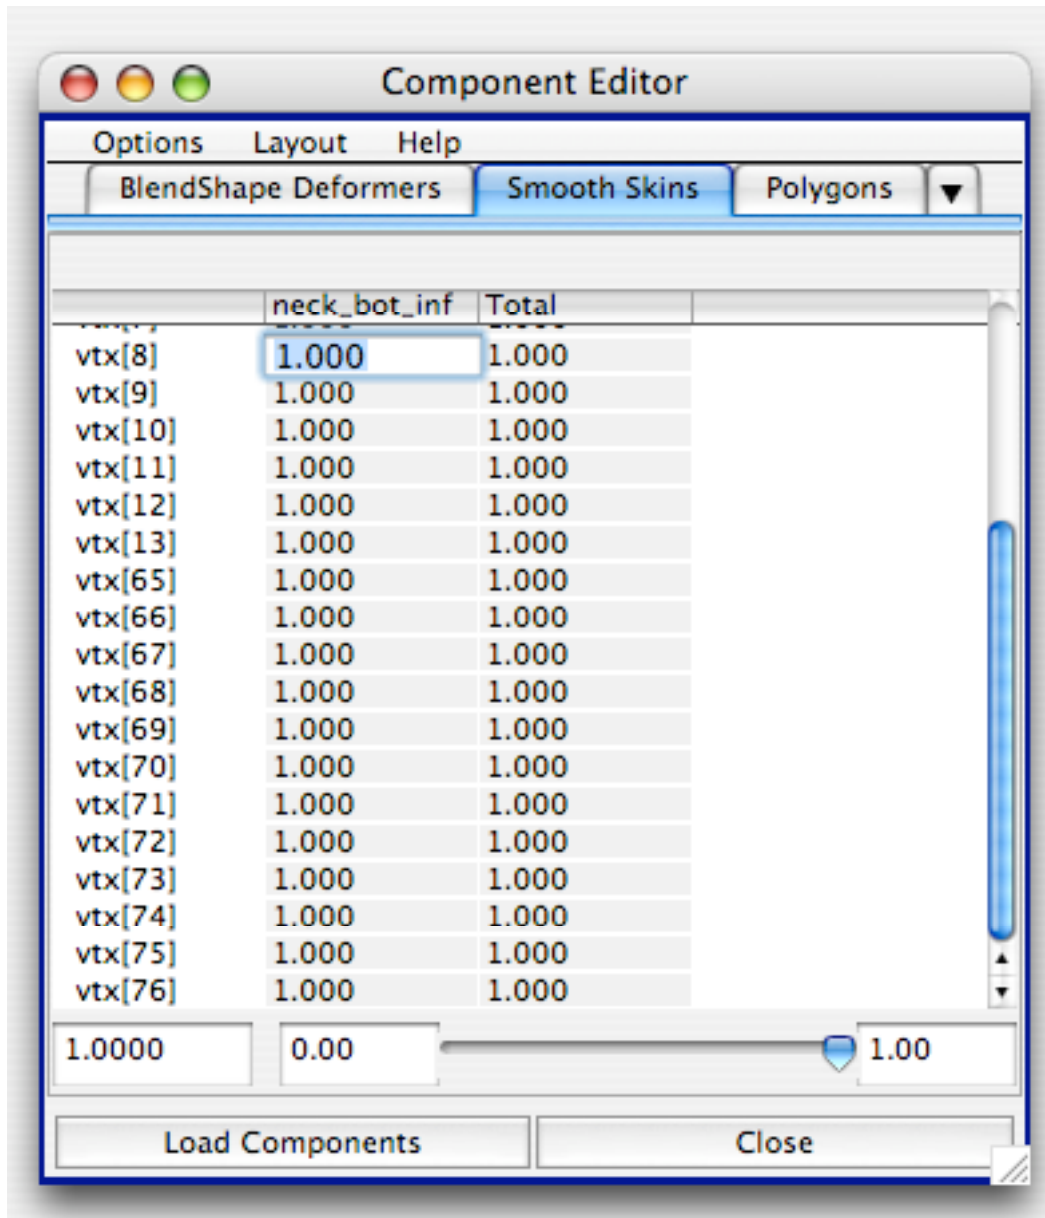 Component Editor
Options Layout Help
BlendShape Deformers Smooth Skins Polygons
neck_bot_inf Total
vtx[8] 1.000 1.000
vtx[9] 1.000 1.000
vtx[10] 1.000 1.000
vtx[11] 1.000 1.000
vtx[12] 1.000 1.000
vtx[13] 1.000 1.000
vtx[65] 1.000 1.000
vtx[66] 1.000 1.000
vtx[67] 1.000 1.000
vtx[68] 1.000 1.000
vtx[69] 1.000 1.000
vtx[70] 1.000 1.000
vtx[71] 1.000 1.000
vtx[72] 1.000 1.000
vtx[73] 1.000 1.000
vtx[74] 1.000 1.000
vtx[75] 1.000 1.000
vtx[76] 1.000 1.000
1.0000 0.00 1.00
Load Components Close